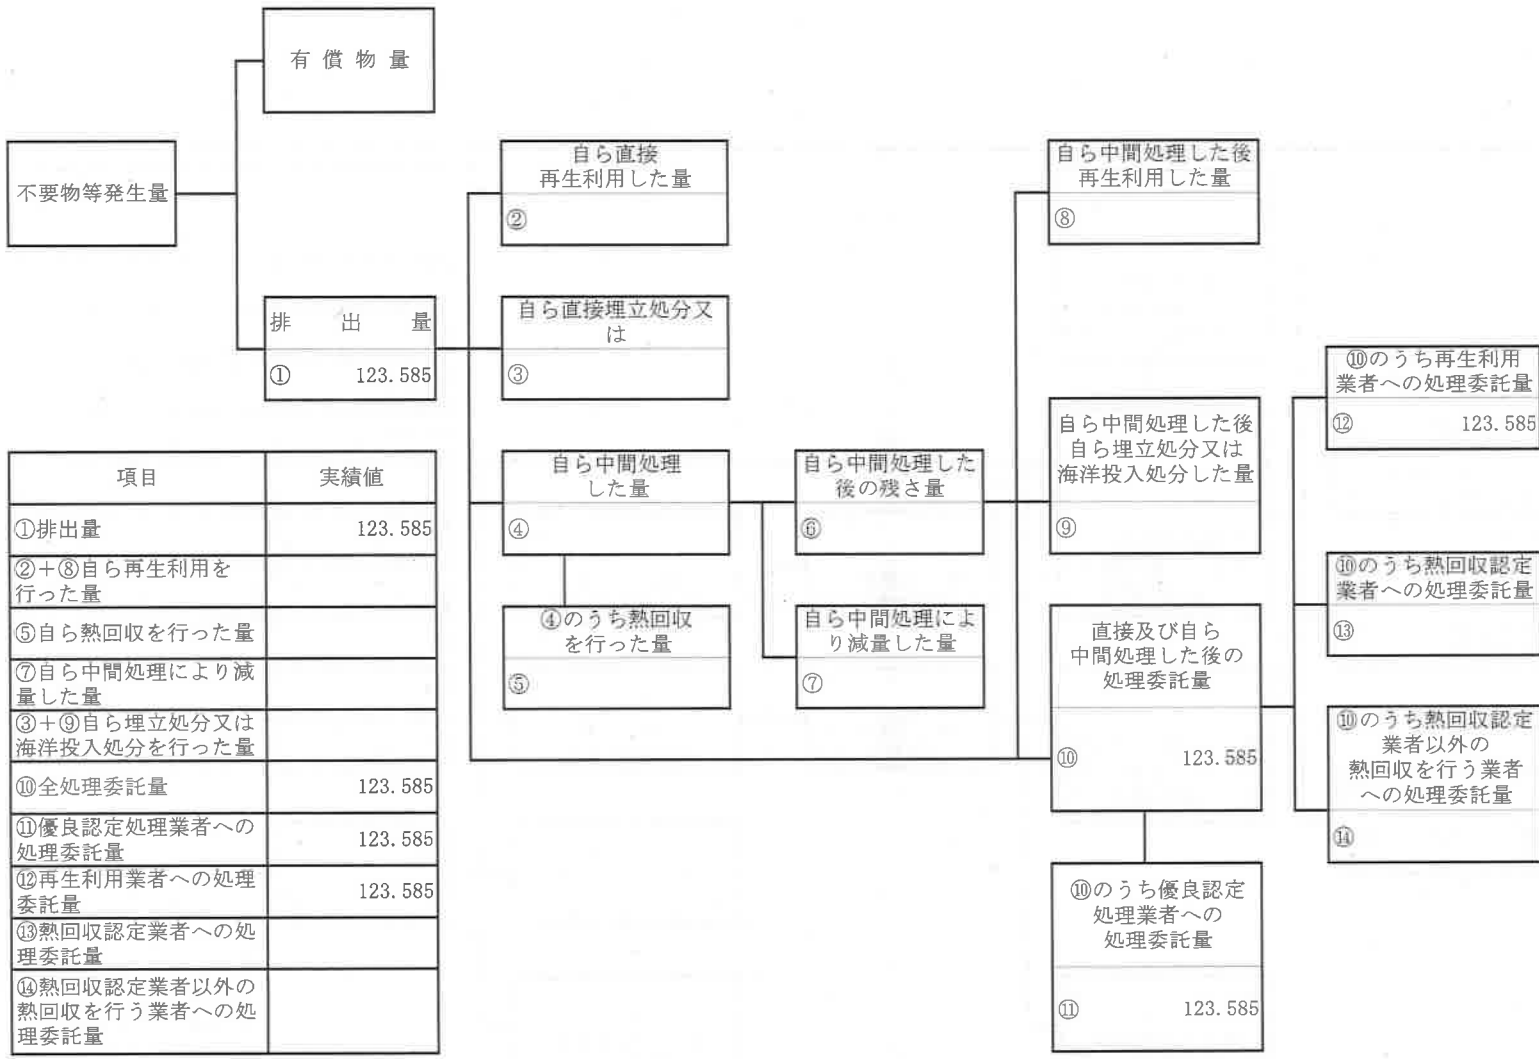 有償物量
不要物等発生量
排出量
① 123.585
自ら直接
再生利用した量
②
自ら直接埋立処分又
は
③
自ら中間処理
した量
④
④のうち熱回収
を行った量
⑤
自ら中間処理した
後の残さ量
⑥
自ら中間処理によ
り減量した量
⑦
自ら中間処理した後
再生利用した量
⑧
自ら中間処理した後
自ら埋立処分又は
海洋投入処分した量
⑨
直接及び自ら
中間処理した後の
処理委託量
⑩ 123.585
⑩のうち優良認定
処理業者への
処理委託量
⑪ 123.585
⑩のうち再生利用
業者への処理委託量
⑫ 123.585
⑩のうち熱回収認定
業者への処理委託量
⑬
⑩のうち熱回収認定
業者以外の
熱回収を行う業者
への処理委託量
⑭
項目 実績値
①排出量 123.585
②+⑧自ら再生利用を
行った量
⑤自ら熱回収を行った量
⑦自ら中間処理により減
量した量
③+⑨自ら埋立処分又は
海洋投入処分を行った量
⑩全処理委託量 123.585
⑪優良認定処理業者への
処理委託量 123.585
⑫再生利用業者への処理
委託量 123.585
⑬熱回収認定業者への処
理委託量
⑭熱回収認定業者以外の
熱回収を行う業者への処
理委託量